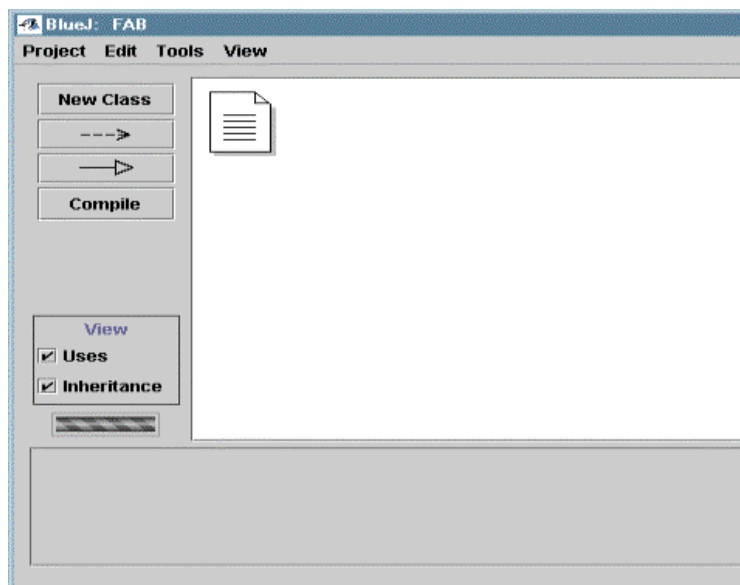 BlueJ: FAB
Project Edit Tools View
New Class
Compile
View
Uses
Inheritance